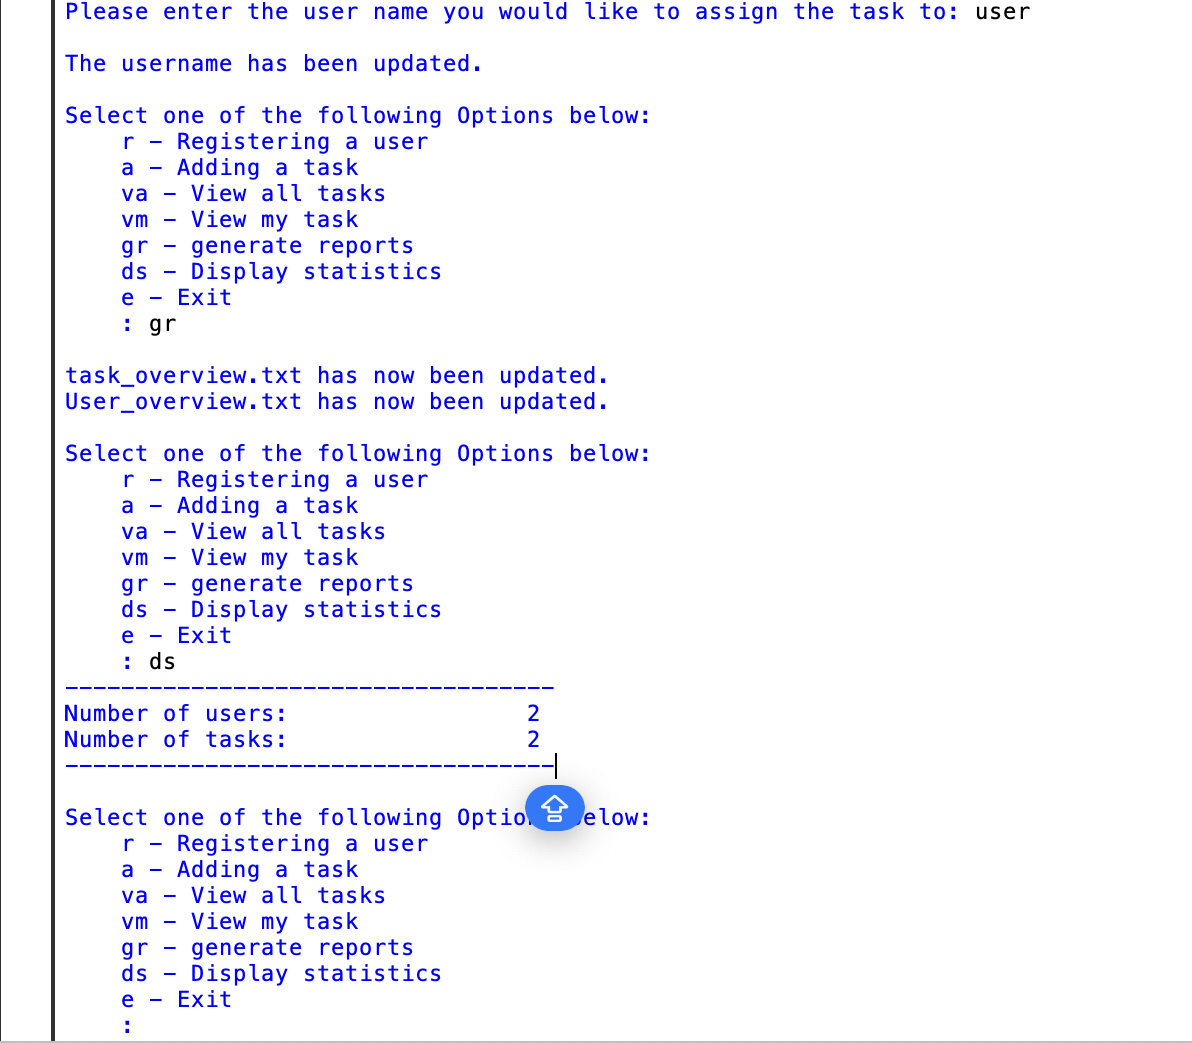 Please enter the user name you would like to assign the task to: user
The username has been updated.
Select one of the following Options below:
r – Registering a user
a – Adding a task
va – View all tasks
vm – View my task
gr – generate reports
ds – Display statistics
e – Exit
: gr
task_overview.txt has now been updated.
User_overview.txt has now been updated.
Select one of the following Options below:
r – Registering a user
a – Adding a task
va – View all tasks
vm – View my task
gr – generate reports
ds – Display statistics
e – Exit
: ds
-----------------------------------
Number of users: 2
Number of tasks: 2
-----------------------------------
Select one of the following below:
r – Registering a user
a – Adding a task
va – View all tasks
vm – View my task
gr – generate reports
ds – Display statistics
e – Exit
: